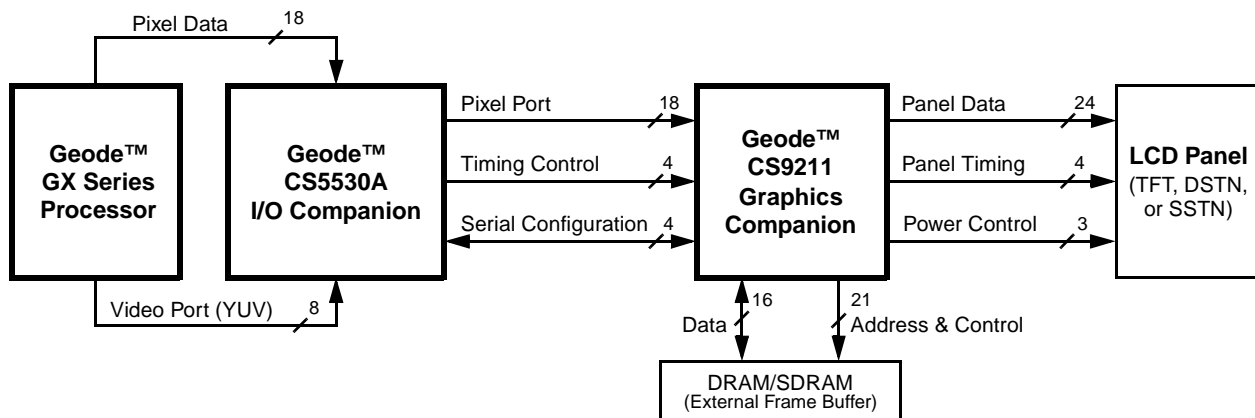 Pixel Data
18
Geode™
GX Series
Processor
Geode™
CS5530A
I/O Companion
Video Port (YUV)
8
Pixel Port
18
Timing Control
4
Serial Configuration
4
Geode™
CS9211
Graphics
Companion
Panel Data
24
Panel Timing
4
Power Control
3
LCD Panel
(TFT, DSTN,
or SSTN)
16
Data
21
Address & Control
DRAM/SDRAM
(External Frame Buffer)